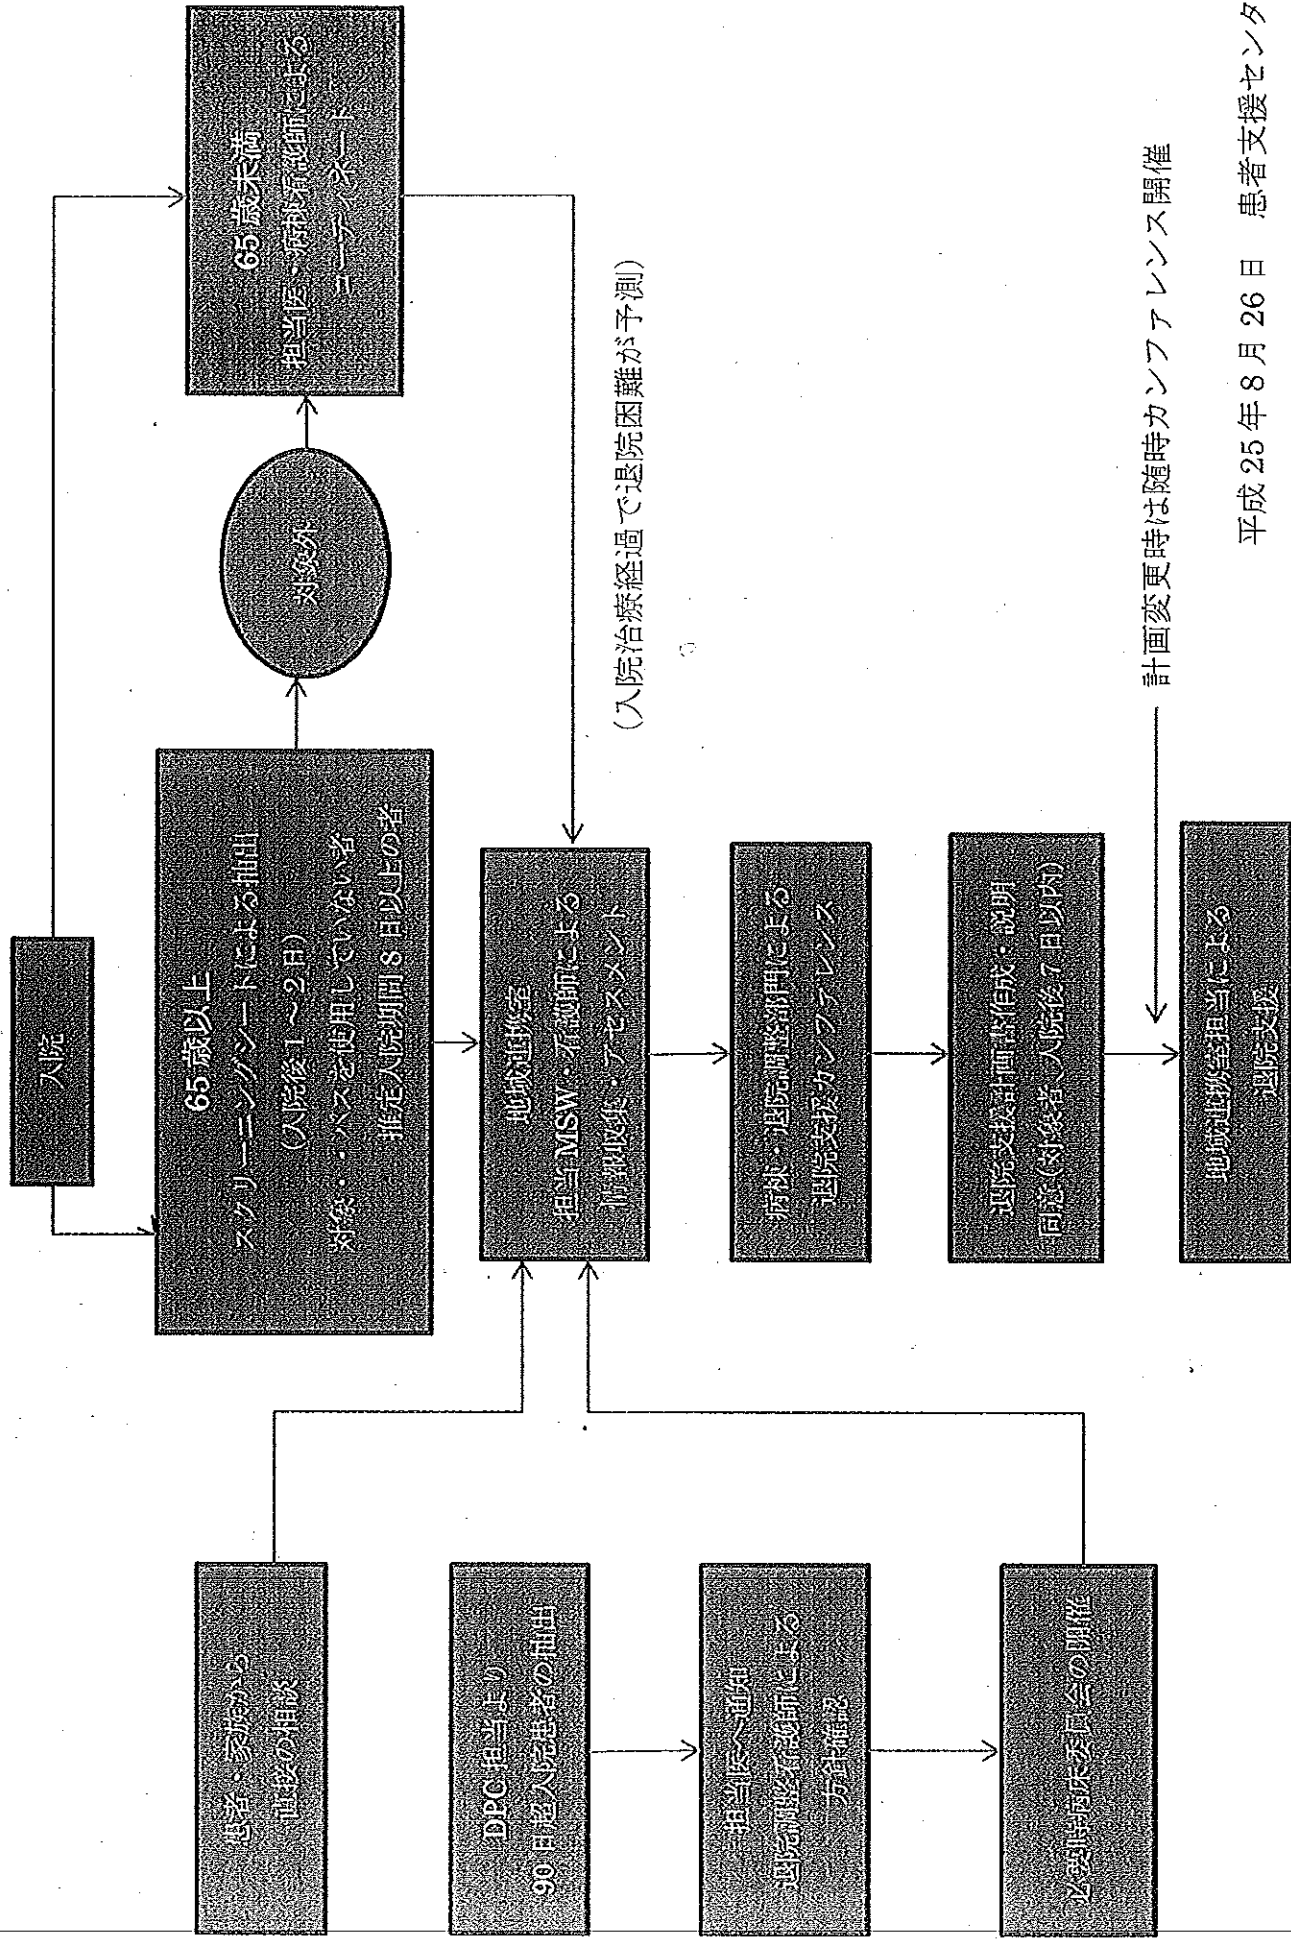 入院
65歳以上
スクリーニングシートによる抽出
(入院後1～2日)
対象・・パスを使用していない者
推定入院期間8日以上の者
対象外
65歳未満
担当医・病棟看護師による
コーディネート
患者・家族から
直接の相談
地域連携室
担当MSW・看護師による
情報収集・アセスメント
(入院治療経過で退院困難が予測)
DPC担当より
90日超入院患者の抽出
病棟・退院調整部門による
退院支援カンファレンス
担当医へ通知
退院調整看護師による
方針確認
退院支援計画書作成・説明
同意(対象者、入院後7日以内)
必要時病床委員会の開催
計画変更時は随時カンファレンス開催
地域連携室担当による
退院支援
平成25年8月26日 患者支援センタ